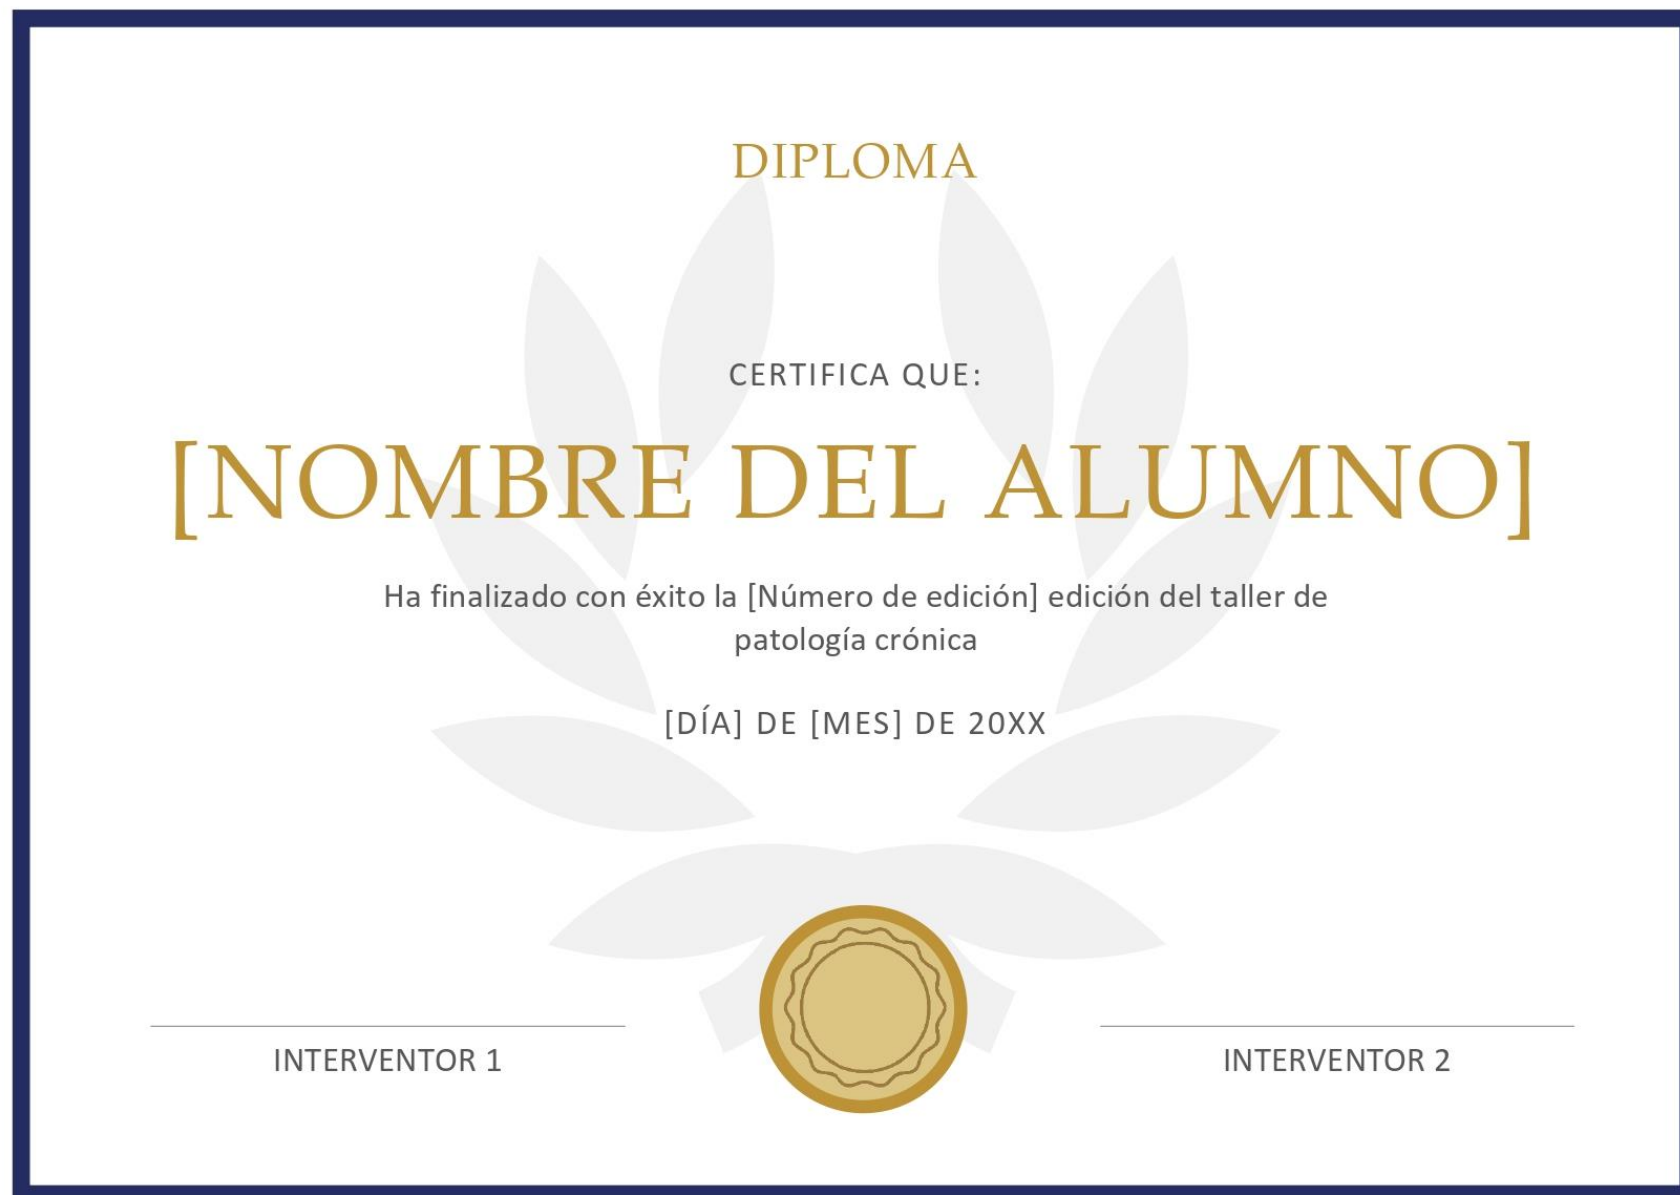 DIPLOMA
CERTIFICA QUE:
[NOMBRE DEL ALUMNO]
Ha finalizado con éxito la [Número de edición] edición del taller de
patología crónica
[DÍA] DE [MES] DE 20XX
INTERVENTOR 1
INTERVENTOR 2